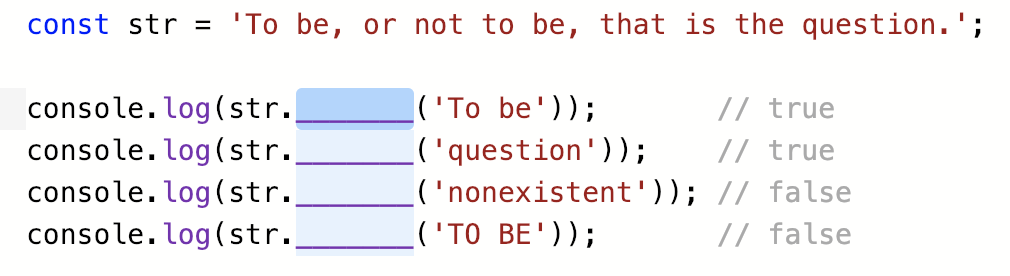 const str = 'To be, or not to be, that is the question.';
console.log(str._______('To be'));       // true
console.log(str._______('question'));    // true
console.log(str._______('nonexistent')); // false
console.log(str._______('TO BE'));       // false